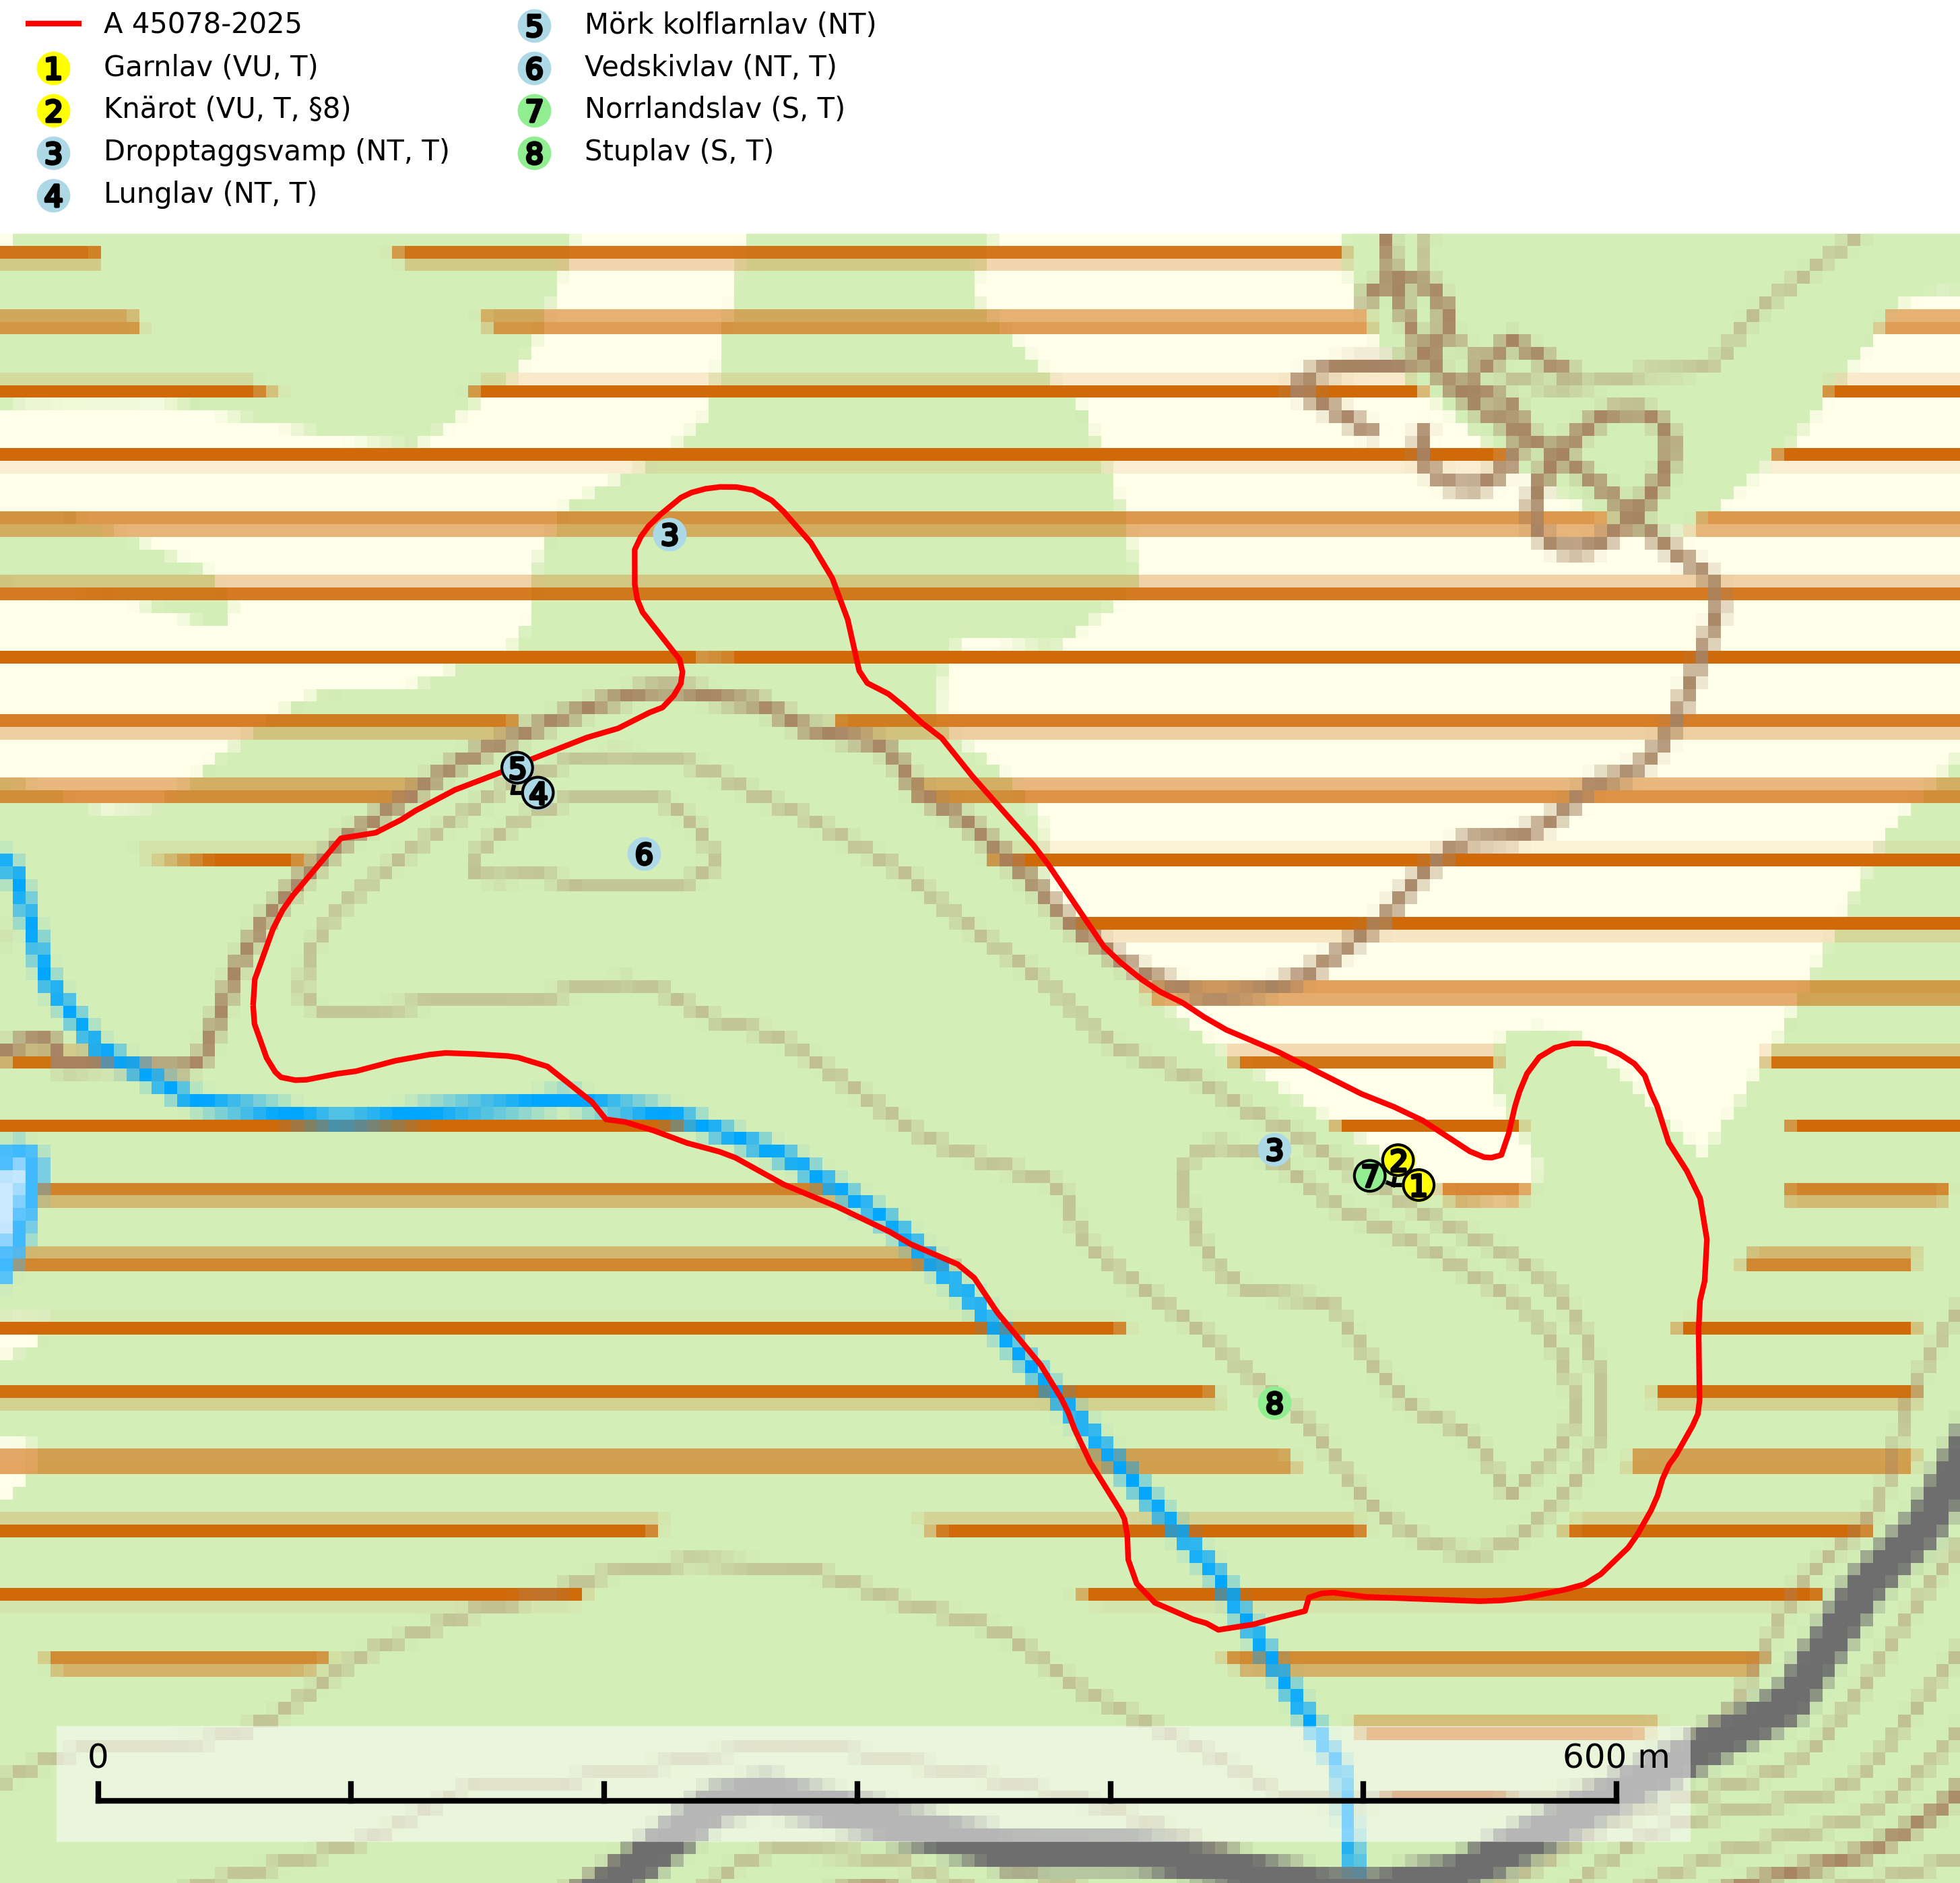 A 45078-2025
1 Garnlav (VU, T)
2 Knärot (VU, T, §8)
3 Dropptaggsvamp (NT, T)
4 Lunglav (NT, T)
5 Mörk kolflarnlav (NT)
6 Vedskivlav (NT, T)
7 Norrlandslav (S, T)
8 Stuplav (S, T)
3
5
4
6
3
2
7
1
8
0
600 m